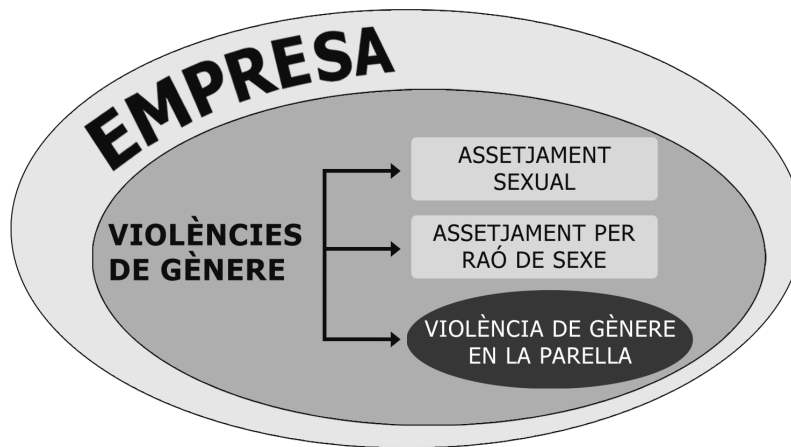 EMPRESA
VIOLÈNCIES
DE GÈNERE
ASSETJAMENT
SEXUAL
ASSETJAMENT PER
RAÓ DE SEXE
VIOLÈNCIA DE GÈNERE
EN LA PARELLA